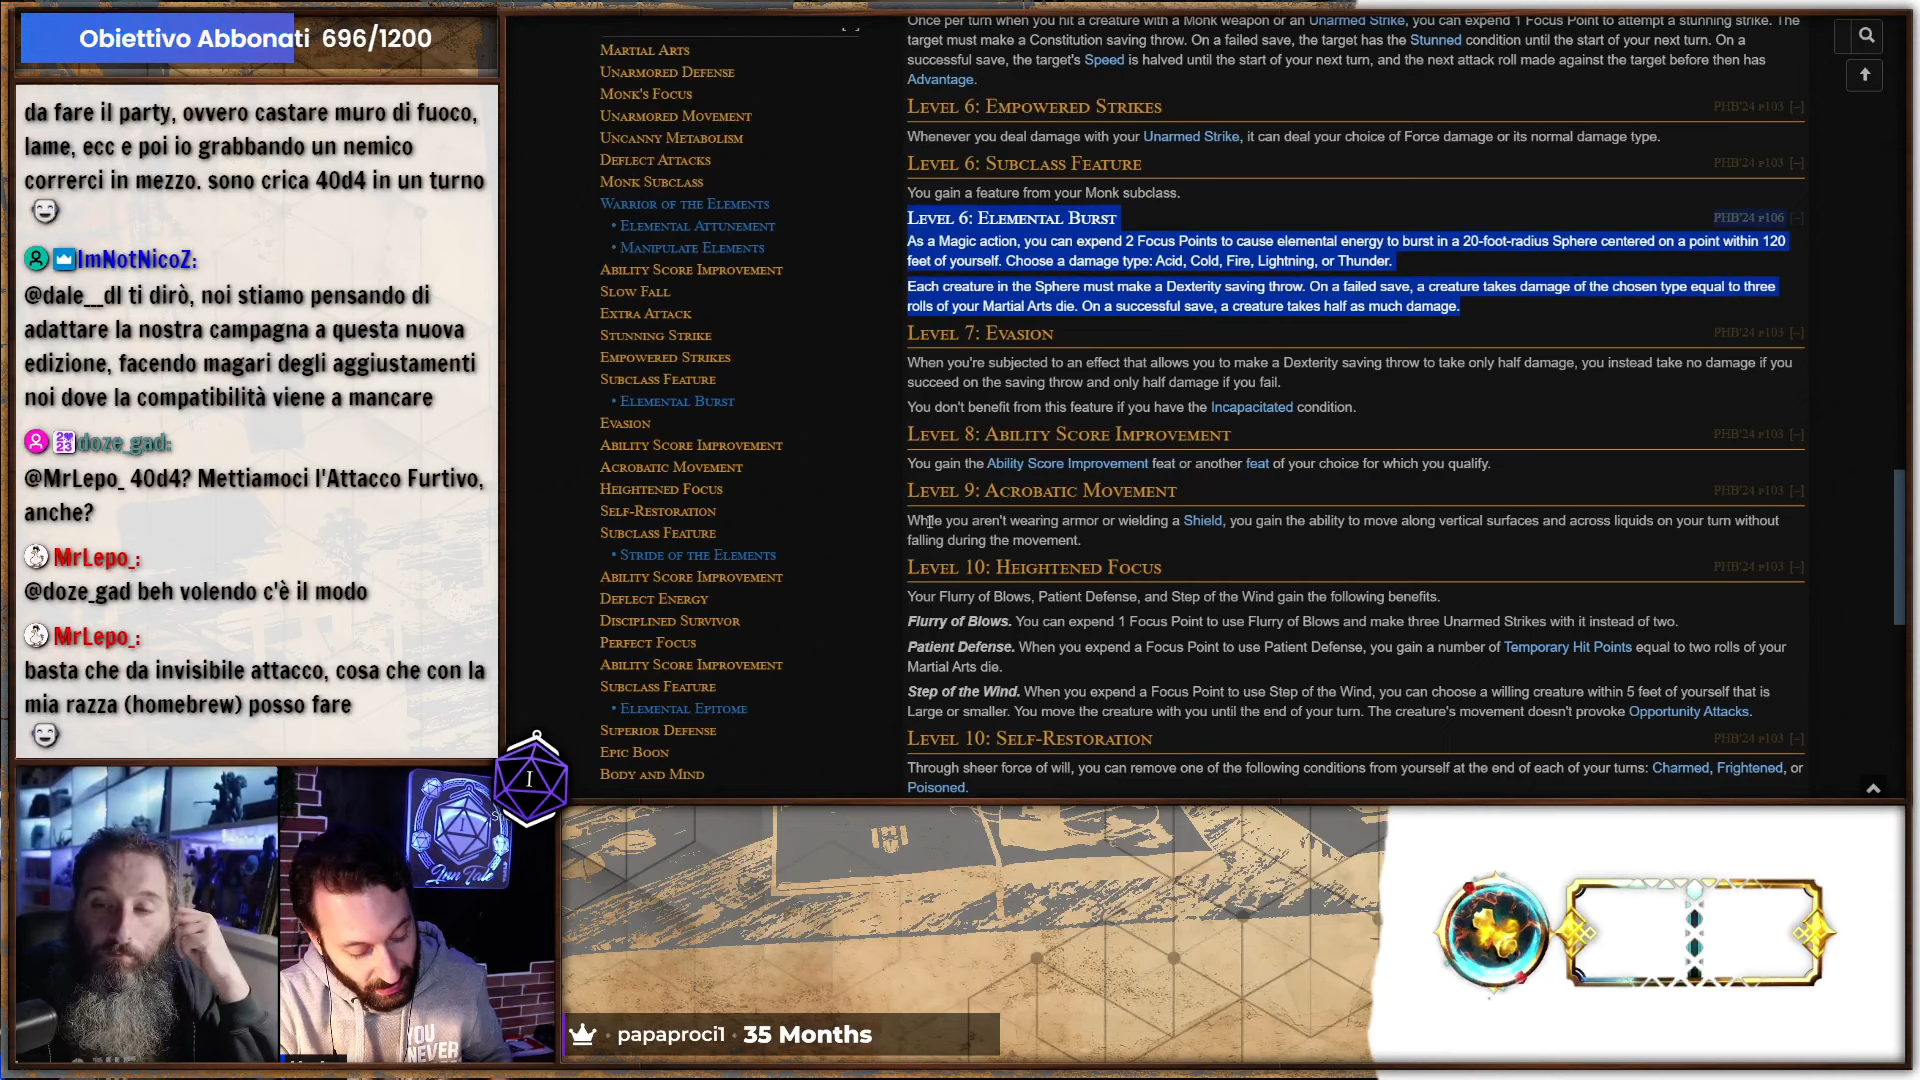 Obiettivo Abbonati 696/1200
da fare il party, ovvero castare muro di fuoco,
lame, ecc e poi io grabbando un nemico
correrci in mezzo. sono crica 40d4 in un turno
ImNotNicoZ:
@dale__dl ti dirò, noi stiamo pensando di
adattare la nostra campagna a questa nuova
edizione, facendo magari degli aggiustamenti
noi dove la compatibilità viene a mancare
doze_gad:
@MrLepo_ 40d4? Mettiamoci l'Attacco Furtivo,
anche?
MrLepo_:
@doze_gad beh volendo c'è il modo
MrLepo_:
basta che da invisibile attacco, cosa che con la
mia razza (homebrew) posso fare
MARTIAL ARTS
UNARMORED DEFENSE
MONK'S FOCUS
UNARMORED MOVEMENT
UNCANNY METABOLISM
DEFLECT ATTACKS
MONK SUBCLASS
WARRIOR OF THE ELEMENTS
• ELEMENTAL ATTUNEMENT
• MANIPULATE ELEMENTS
ABILITY SCORE IMPROVEMENT
SLOW FALL
EXTRA ATTACK
STUNNING STRIKE
EMPOWERED STRIKES
SUBCLASS FEATURE
• ELEMENTAL BURST
EVASION
ABILITY SCORE IMPROVEMENT
ACROBATIC MOVEMENT
HEIGHTENED FOCUS
SELF-RESTORATION
SUBCLASS FEATURE
• STRIDE OF THE ELEMENTS
ABILITY SCORE IMPROVEMENT
DEFLECT ENERGY
DISCIPLINED SURVIVOR
PERFECT FOCUS
ABILITY SCORE IMPROVEMENT
SUBCLASS FEATURE
• ELEMENTAL EPITOME
SUPERIOR DEFENSE
EPIC BOON
BODY AND MIND
Once per turn when you hit a creature with a Monk weapon or an Unarmed Strike, you can expend 1 Focus Point to attempt a stunning strike. The
target must make a Constitution saving throw. On a failed save, the target has the Stunned condition until the start of your next turn. On a
successful save, the target's Speed is halved until the start of your next turn, and the next attack roll made against the target before then has
Advantage.
LEVEL 6: EMPOWERED STRIKES PHB'24 P103 [–]
Whenever you deal damage with your Unarmed Strike, it can deal your choice of Force damage or its normal damage type.
LEVEL 6: SUBCLASS FEATURE PHB'24 P103 [–]
You gain a feature from your Monk subclass.
LEVEL 6: ELEMENTAL BURST PHB'24 P106 [–]
As a Magic action, you can expend 2 Focus Points to cause elemental energy to burst in a 20-foot-radius Sphere centered on a point within 120
feet of yourself. Choose a damage type: Acid, Cold, Fire, Lightning, or Thunder.
Each creature in the Sphere must make a Dexterity saving throw. On a failed save, a creature takes damage of the chosen type equal to three
rolls of your Martial Arts die. On a successful save, a creature takes half as much damage.
LEVEL 7: EVASION PHB'24 P103 [–]
When you're subjected to an effect that allows you to make a Dexterity saving throw to take only half damage, you instead take no damage if you
succeed on the saving throw and only half damage if you fail.
You don't benefit from this feature if you have the Incapacitated condition.
LEVEL 8: ABILITY SCORE IMPROVEMENT PHB'24 P103 [–]
You gain the Ability Score Improvement feat or another feat of your choice for which you qualify.
LEVEL 9: ACROBATIC MOVEMENT PHB'24 P103 [–]
While you aren't wearing armor or wielding a Shield, you gain the ability to move along vertical surfaces and across liquids on your turn without
falling during the movement.
LEVEL 10: HEIGHTENED FOCUS PHB'24 P103 [–]
Your Flurry of Blows, Patient Defense, and Step of the Wind gain the following benefits.
Flurry of Blows. You can expend 1 Focus Point to use Flurry of Blows and make three Unarmed Strikes with it instead of two.
Patient Defense. When you expend a Focus Point to use Patient Defense, you gain a number of Temporary Hit Points equal to two rolls of your
Martial Arts die.
Step of the Wind. When you expend a Focus Point to use Step of the Wind, you can choose a willing creature within 5 feet of yourself that is
Large or smaller. You move the creature with you until the end of your turn. The creature's movement doesn't provoke Opportunity Attacks.
LEVEL 10: SELF-RESTORATION PHB'24 P103 [–]
Through sheer force of will, you can remove one of the following conditions from yourself at the end of each of your turns: Charmed, Frightened, or
Poisoned.
I
Inn Tale
YOU
NEVER
papaproci1 · 35 Months